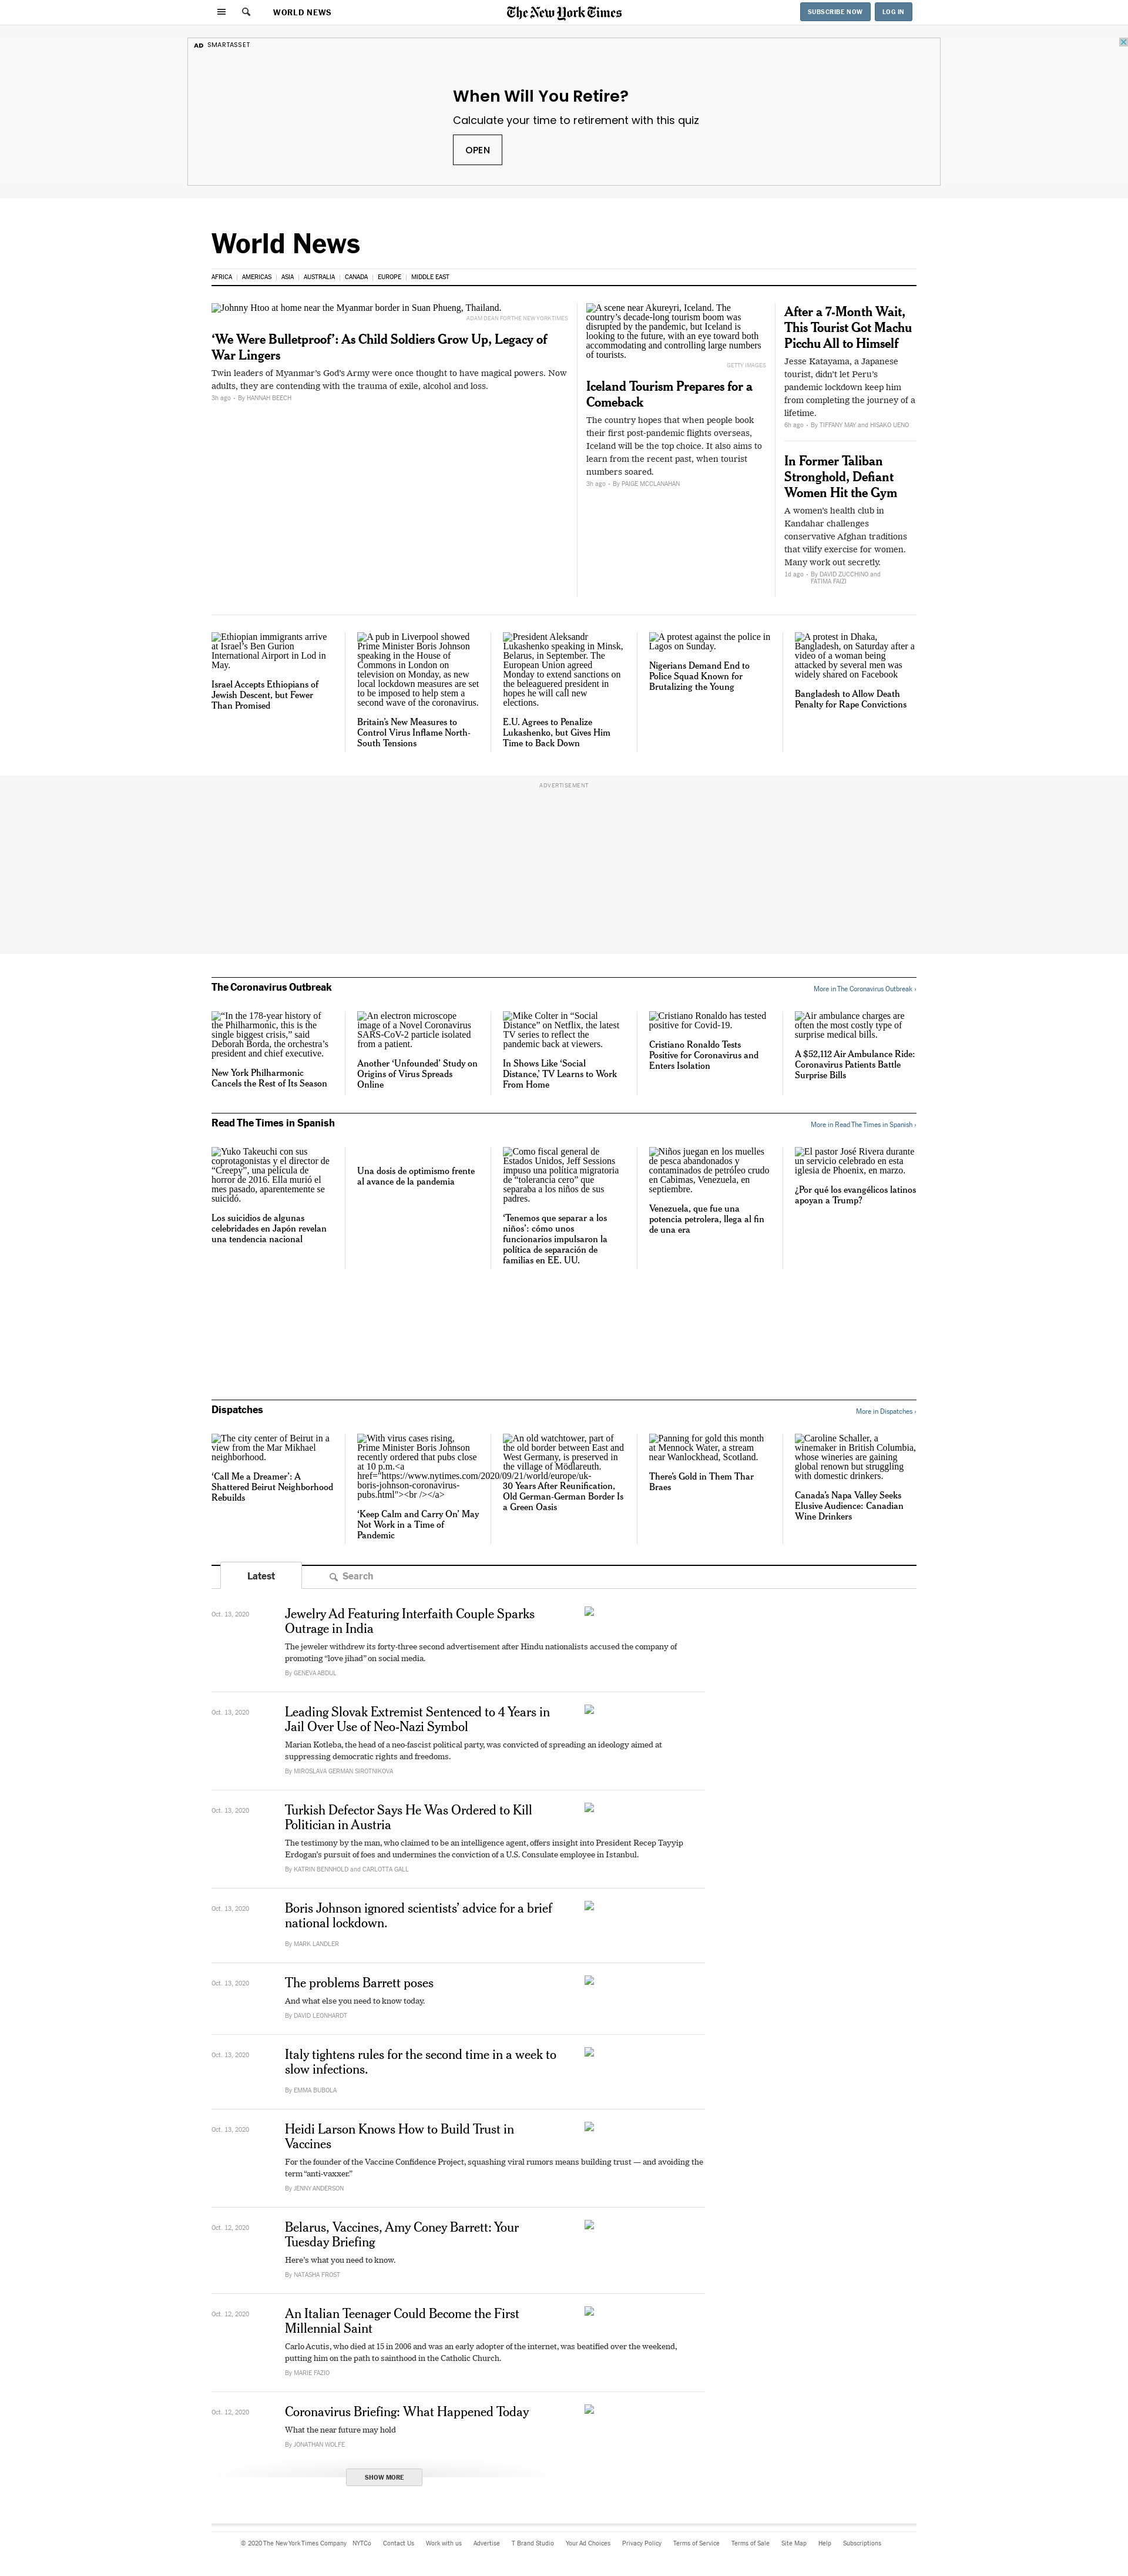 WORLD NEWS
The New York Times
SUBSCRIBE NOW
LOG IN
AD SMARTASSET
When Will You Retire?
Calculate your time to retirement with this quiz
OPEN
World News
AFRICA
AMERICAS
ASIA
AUSTRALIA
CANADA
EUROPE
MIDDLE EAST
Johnny Htoo at home near the Myanmar border in Suan Phueng, Thailand.
ADAM DEAN FOR THE NEW YORK TIMES
‘We Were Bulletproof’: As Child Soldiers Grow Up, Legacy of
War Lingers
Twin leaders of Myanmar’s God’s Army were once thought to have magical powers. Now
adults, they are contending with the trauma of exile, alcohol and loss.
3h ago • By HANNAH BEECH
A scene near Akureyri, Iceland. The
country’s decade-long tourism boom was
disrupted by the pandemic, but Iceland is
looking to the future, with an eye toward both
accommodating and controlling large numbers
of tourists.
GETTY IMAGES
Iceland Tourism Prepares for a
Comeback
The country hopes that when people book
their first post-pandemic flights overseas,
Iceland will be the top choice. It also aims to
learn from the recent past, when tourist
numbers soared.
3h ago • By PAIGE MCCLANAHAN
After a 7-Month Wait,
This Tourist Got Machu
Picchu All to Himself
Jesse Katayama, a Japanese
tourist, didn’t let Peru’s
pandemic lockdown keep him
from completing the journey of a
lifetime.
6h ago • By TIFFANY MAY and HISAKO UENO
In Former Taliban
Stronghold, Defiant
Women Hit the Gym
A women’s health club in
Kandahar challenges
conservative Afghan traditions
that vilify exercise for women.
Many work out secretly.
1d ago • By DAVID ZUCCHINO and
FATIMA FAIZI
Ethiopian immigrants arrive
at Israel’s Ben Gurion
International Airport in Lod in
May.
Israel Accepts Ethiopians of
Jewish Descent, but Fewer
Than Promised
A pub in Liverpool showed
Prime Minister Boris Johnson
speaking in the House of
Commons in London on
television on Monday, as new
local lockdown measures are set
to be imposed to help stem a
second wave of the coronavirus.
Britain’s New Measures to
Control Virus Inflame North-
South Tensions
President Aleksandr
Lukashenko speaking in Minsk,
Belarus, in September. The
European Union agreed
Monday to extend sanctions on
the beleaguered president in
hopes he will call new
elections.
E.U. Agrees to Penalize
Lukashenko, but Gives Him
Time to Back Down
A protest against the police in
Lagos on Sunday.
Nigerians Demand End to
Police Squad Known for
Brutalizing the Young
A protest in Dhaka,
Bangladesh, on Saturday after a
video of a woman being
attacked by several men was
widely shared on Facebook
Bangladesh to Allow Death
Penalty for Rape Convictions
ADVERTISEMENT
The Coronavirus Outbreak
More in The Coronavirus Outbreak ›
“In the 178-year history of
the Philharmonic, this is the
single biggest crisis,” said
Deborah Borda, the orchestra’s
president and chief executive.
New York Philharmonic
Cancels the Rest of Its Season
An electron microscope
image of a Novel Coronavirus
SARS-CoV-2 particle isolated
from a patient.
Another ‘Unfounded’ Study on
Origins of Virus Spreads
Online
Mike Colter in “Social
Distance” on Netflix, the latest
TV series to reflect the
pandemic back at viewers.
In Shows Like ‘Social
Distance,’ TV Learns to Work
From Home
Cristiano Ronaldo has tested
positive for Covid-19.
Cristiano Ronaldo Tests
Positive for Coronavirus and
Enters Isolation
Air ambulance charges are
often the most costly type of
surprise medical bills.
A $52,112 Air Ambulance Ride:
Coronavirus Patients Battle
Surprise Bills
Read The Times in Spanish
More in Read The Times in Spanish ›
Yuko Takeuchi con sus
coprotagonistas y el director de
“Creepy”, una película de
horror de 2016. Ella murió el
mes pasado, aparentemente se
suicidó.
Los suicidios de algunas
celebridades en Japón revelan
una tendencia nacional
Una dosis de optimismo frente
al avance de la pandemia
Como fiscal general de
Estados Unidos, Jeff Sessions
impuso una política migratoria
de “tolerancia cero” que
separaba a los niños de sus
padres.
‘Tenemos que separar a los
niños’: cómo unos
funcionarios impulsaron la
política de separación de
familias en EE. UU.
Niños juegan en los muelles
de pesca abandonados y
contaminados de petróleo crudo
en Cabimas, Venezuela, en
septiembre.
Venezuela, que fue una
potencia petrolera, llega al fin
de una era
El pastor José Rivera durante
un servicio celebrado en esta
iglesia de Phoenix, en marzo.
¿Por qué los evangélicos latinos
apoyan a Trump?
Dispatches
More in Dispatches ›
The city center of Beirut in a
view from the Mar Mikhael
neighborhood.
‘Call Me a Dreamer’: A
Shattered Beirut Neighborhood
Rebuilds
With virus cases rising,
Prime Minister Boris Johnson
recently ordered that pubs close
at 10 p.m.<a
href="https://www.nytimes.com/2020/09/21/world/europe/uk-
boris-johnson-coronavirus-
pubs.html"><br /></a>
‘Keep Calm and Carry On’ May
Not Work in a Time of
Pandemic
An old watchtower, part of
the old border between East and
West Germany, is preserved in
the village of Mödlareuth.
30 Years After Reunification,
Old German-German Border Is
a Green Oasis
Panning for gold this month
at Mennock Water, a stream
near Wanlockhead, Scotland.
There’s Gold in Them Thar
Braes
Caroline Schaller, a
winemaker in British Columbia,
whose wineries are gaining
global renown but struggling
with domestic drinkers.
Canada’s Napa Valley Seeks
Elusive Audience: Canadian
Wine Drinkers
Latest
Search
Oct. 13, 2020
Jewelry Ad Featuring Interfaith Couple Sparks
Outrage in India
The jeweler withdrew its forty-three second advertisement after Hindu nationalists accused the company of
promoting “love jihad” on social media.
By GENEVA ABDUL
Oct. 13, 2020
Leading Slovak Extremist Sentenced to 4 Years in
Jail Over Use of Neo-Nazi Symbol
Marian Kotleba, the head of a neo-fascist political party, was convicted of spreading an ideology aimed at
suppressing democratic rights and freedoms.
By MIROSLAVA GERMAN SIROTNIKOVA
Oct. 13, 2020
Turkish Defector Says He Was Ordered to Kill
Politician in Austria
The testimony by the man, who claimed to be an intelligence agent, offers insight into President Recep Tayyip
Erdogan’s pursuit of foes and undermines the conviction of a U.S. Consulate employee in Istanbul.
By KATRIN BENNHOLD and CARLOTTA GALL
Oct. 13, 2020
Boris Johnson ignored scientists’ advice for a brief
national lockdown.
By MARK LANDLER
Oct. 13, 2020
The problems Barrett poses
And what else you need to know today.
By DAVID LEONHARDT
Oct. 13, 2020
Italy tightens rules for the second time in a week to
slow infections.
By EMMA BUBOLA
Oct. 13, 2020
Heidi Larson Knows How to Build Trust in
Vaccines
For the founder of the Vaccine Confidence Project, squashing viral rumors means building trust — and avoiding the
term “anti-vaxxer.”
By JENNY ANDERSON
Oct. 12, 2020
Belarus, Vaccines, Amy Coney Barrett: Your
Tuesday Briefing
Here’s what you need to know.
By NATASHA FROST
Oct. 12, 2020
An Italian Teenager Could Become the First
Millennial Saint
Carlo Acutis, who died at 15 in 2006 and was an early adopter of the internet, was beatified over the weekend,
putting him on the path to sainthood in the Catholic Church.
By MARIE FAZIO
Oct. 12, 2020
Coronavirus Briefing: What Happened Today
What the near future may hold
By JONATHAN WOLFE
SHOW MORE
© 2020 The New York Times Company
NYTCo
Contact Us
Work with us
Advertise
T Brand Studio
Your Ad Choices
Privacy Policy
Terms of Service
Terms of Sale
Site Map
Help
Subscriptions